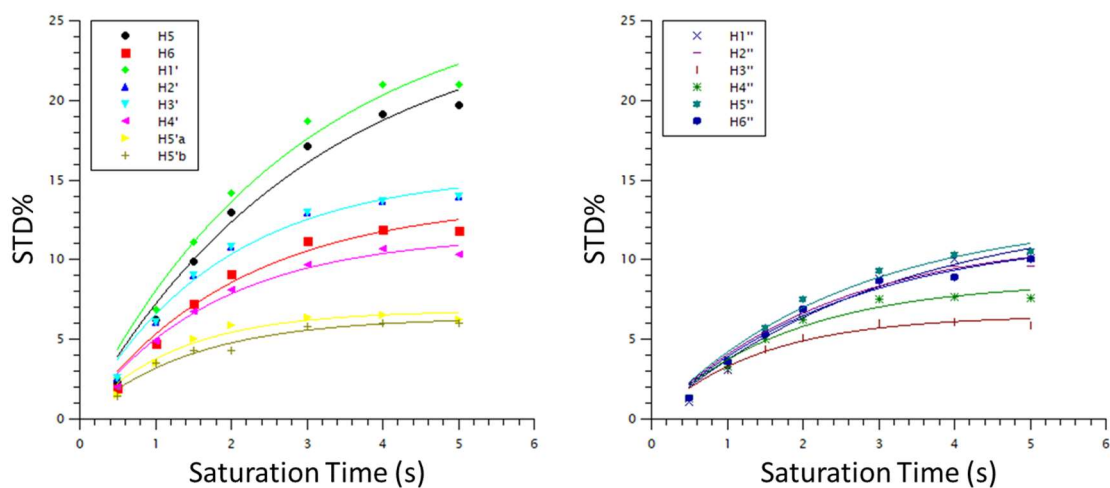 25
20
15
10
5
0
STD%
H5
H6
H1'
H2'
H3'
H4'
H5'a
H5'b
0 1 2 3 4 5 6
Saturation Time (s)
25
20
15
10
5
0
STD%
H1''
H2''
H3''
H4''
H5''
H6''
0 1 2 3 4 5 6
Saturation Time (s)